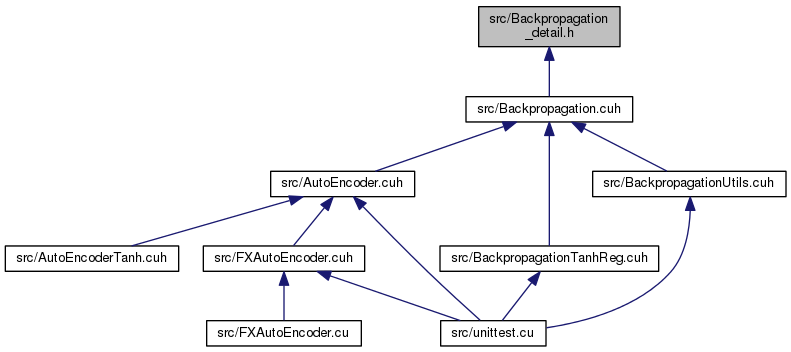 src/Backpropagation
_detail.h
src/Backpropagation.cuh
src/AutoEncoder.cuh
src/BackpropagationUtils.cuh
src/AutoEncoderTanh.cuh
src/FXAutoEncoder.cuh
src/BackpropagationTanhReg.cuh
src/FXAutoEncoder.cu
src/unittest.cu